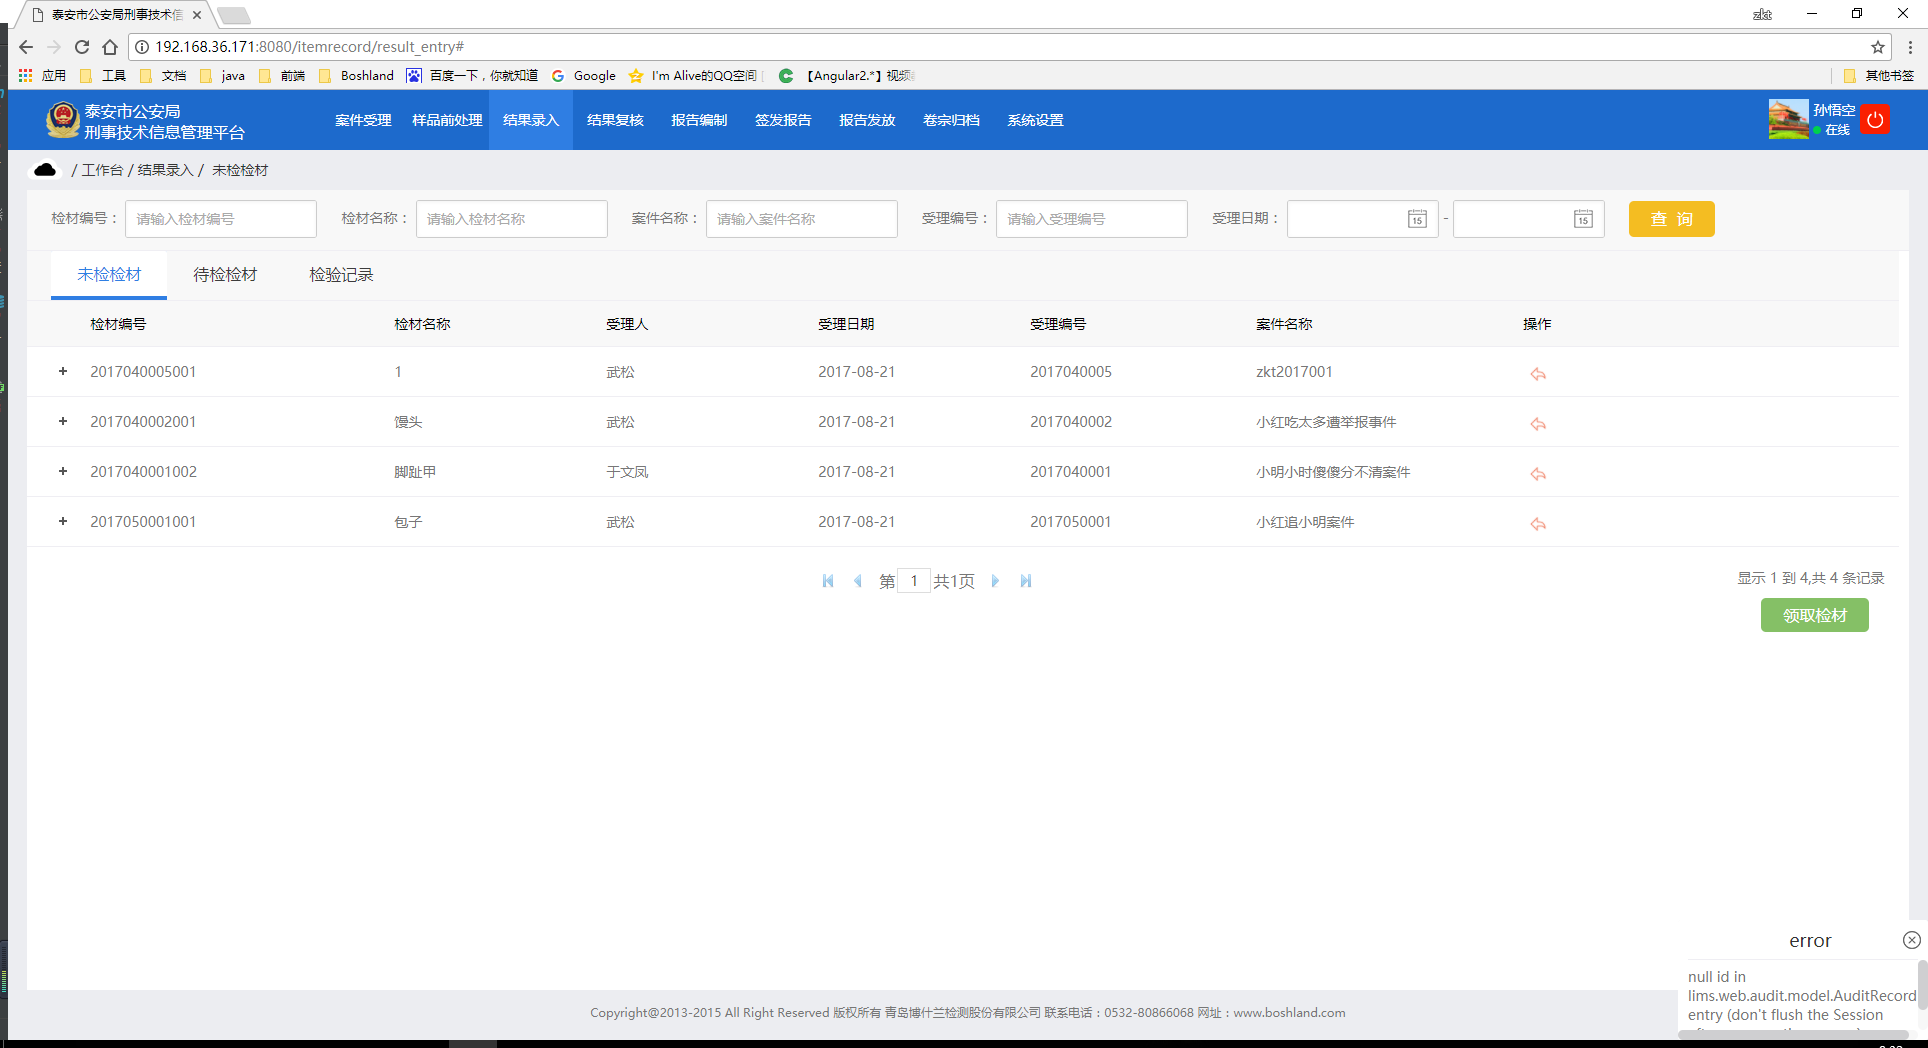 泰安市公安局刑事技术信
zkt
192.168.36.171:8080/itemrecord/result_entry#
应用 工具 文档 java 前端 Boshland 百度一下，你就知道 Google I'm Alive的QQ空间 【Angular2.*】视频 其他书签
泰安市公安局
刑事技术信息管理平台
案件受理 样品前处理 结果录入 结果复核 报告编制 签发报告 报告发放 卷宗归档 系统设置
孙悟空
在线
/ 工作台 / 结果录入 / 未检检材
检材编号： 请输入检材编号 检材名称： 请输入检材名称 案件名称： 请输入案件名称 受理编号： 请输入受理编号 受理日期： 15 - 15 查 询
未检检材 待检检材 检验记录
检材编号 检材名称 受理人 受理日期 受理编号 案件名称 操作
+ 2017040005001 1 武松 2017-08-21 2017040005 zkt2017001
+ 2017040002001 馒头 武松 2017-08-21 2017040002 小红吃太多遭举报事件
+ 2017040001002 脚趾甲 于文凤 2017-08-21 2017040001 小明小时傻傻分不清案件
+ 2017050001001 包子 武松 2017-08-21 2017050001 小红追小明案件
第 1 共1页
显示 1 到 4,共 4 条记录
领取检材
error
null id in
lims.web.audit.model.AuditRecord
entry (don't flush the Session
Copyright@2013-2015 All Right Reserved 版权所有 青岛博什兰检测股份有限公司 联系电话：0532-80866068 网址：www.boshland.com